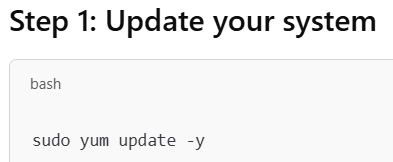 Step 1: Update your system
bash
sudo yum update -y